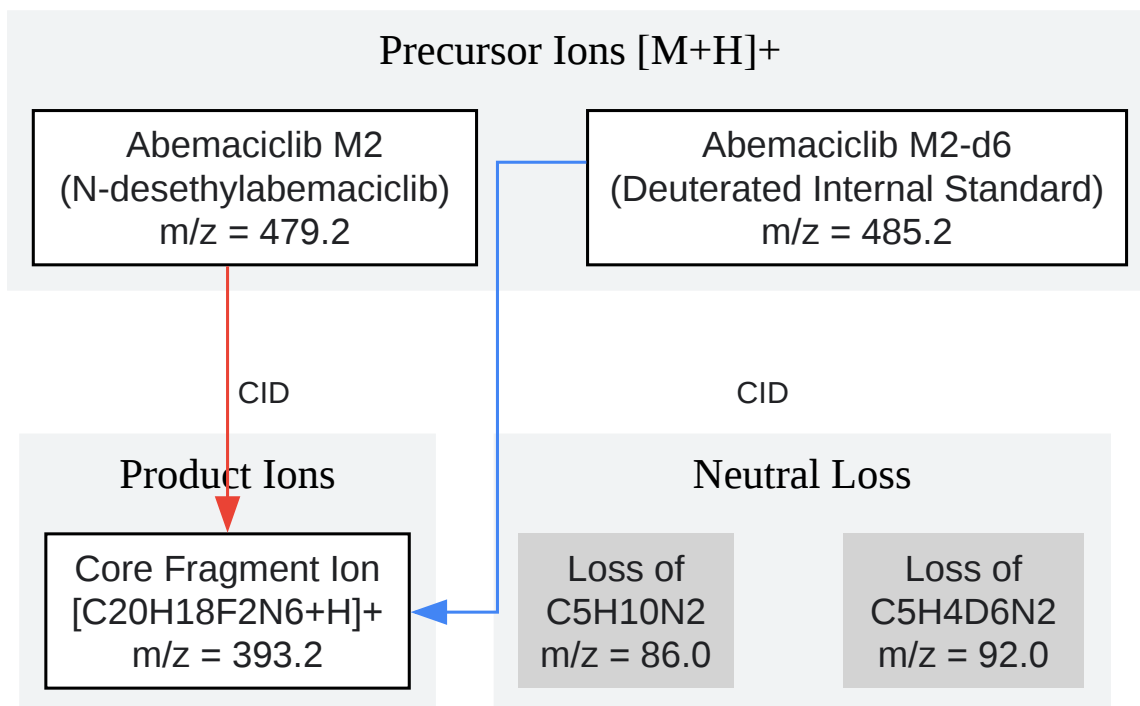 Precursor Ions [M+H]+
Abemaciclib M2
(N-desethylabemaciclib)
m/z = 479.2
Abemaciclib M2-d6
(Deuterated Internal Standard)
m/z = 485.2
CID
CID
Product Ions
Core Fragment Ion
[C20H18F2N6+H]+
m/z = 393.2
Neutral Loss
Loss of
C5H10N2
m/z = 86.0
Loss of
C5H4D6N2
m/z = 92.0